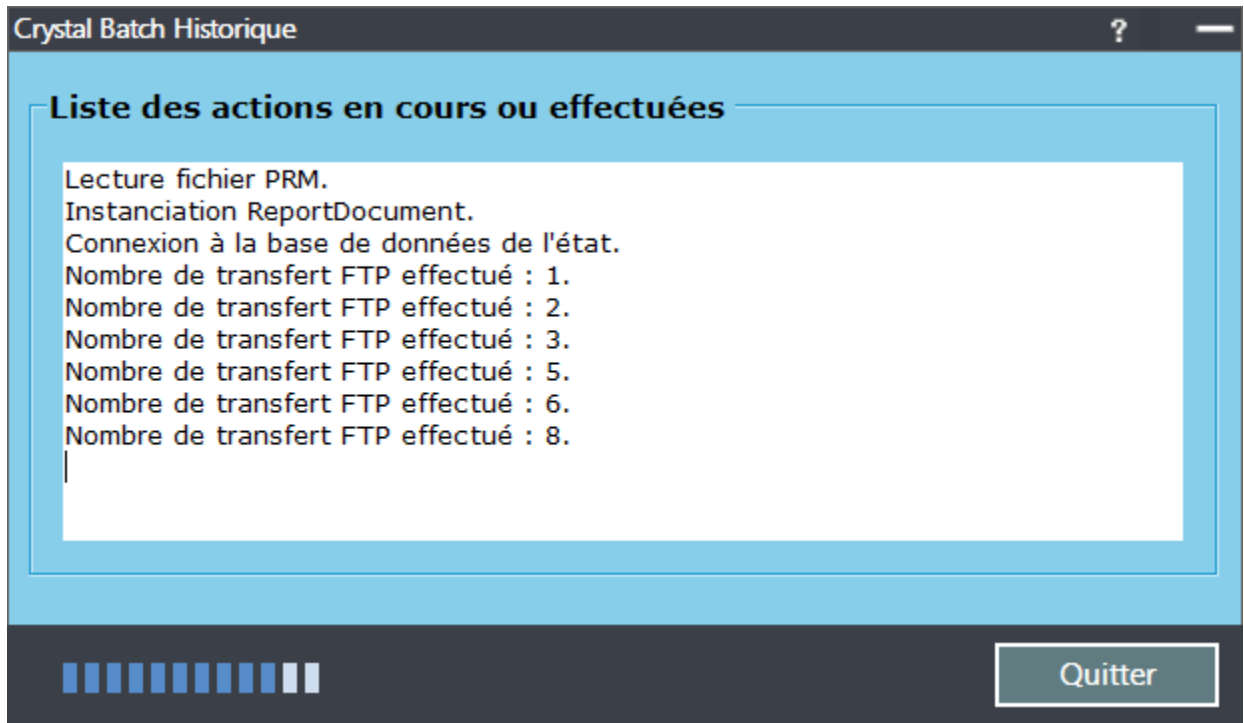 Crystal Batch Historique
?
Liste des actions en cours ou effectuées
Lecture fichier PRM.
Instanciation ReportDocument.
Connexion à la base de données de l'état.
Nombre de transfert FTP effectué : 1.
Nombre de transfert FTP effectué : 2.
Nombre de transfert FTP effectué : 3.
Nombre de transfert FTP effectué : 5.
Nombre de transfert FTP effectué : 6.
Nombre de transfert FTP effectué : 8.
Quitter